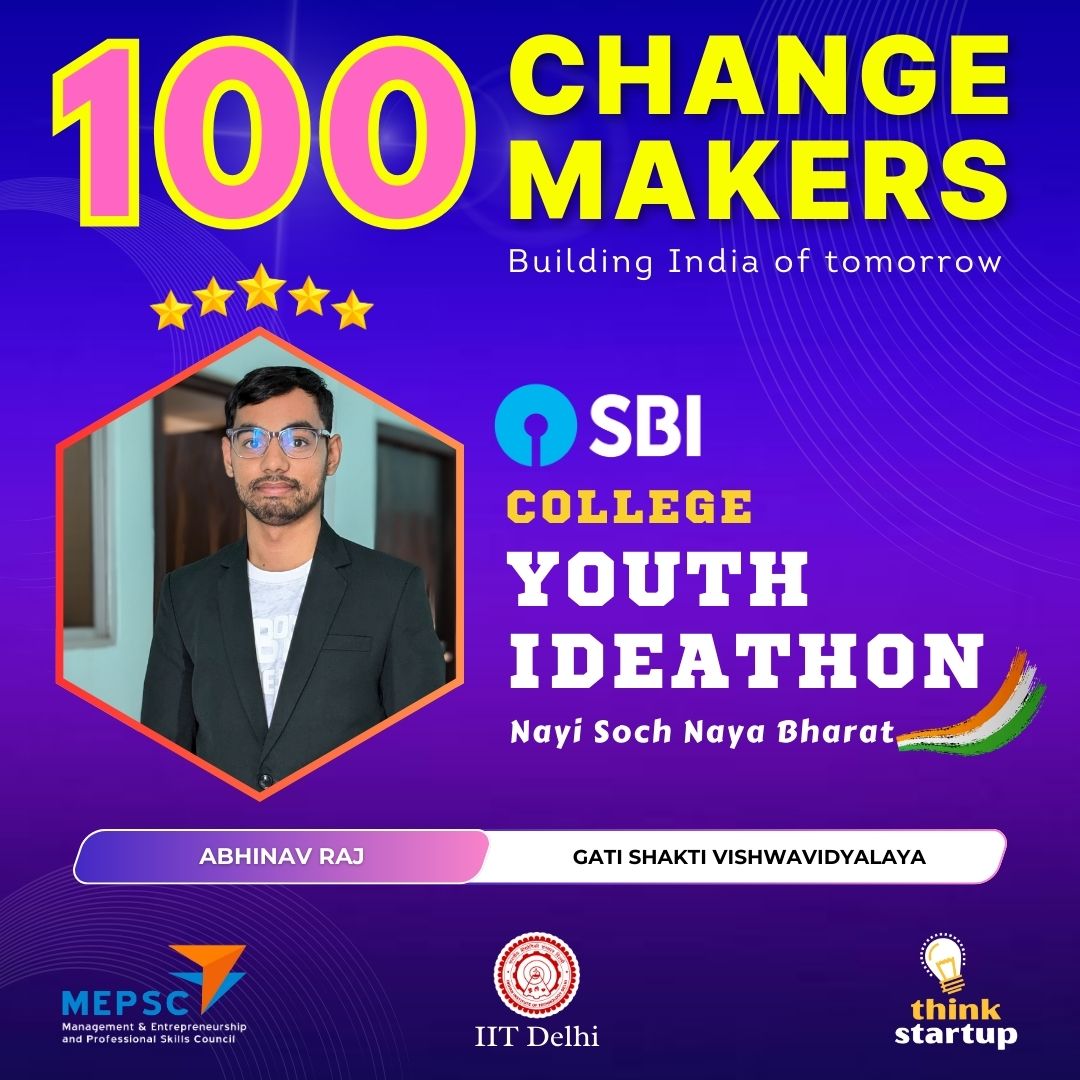 100
CHANGE
MAKERS
Building India of tomorrow
SBI
COLLEGE
YOUTH
IDEATHON
Nayi Soch Naya Bharat
ABHINAV RAJ
GATI SHAKTI VISHWAVIDYALAYA
MEPSC
Management & Entrepreneurship
and Professional Skills Council
IIT Delhi
think
startup